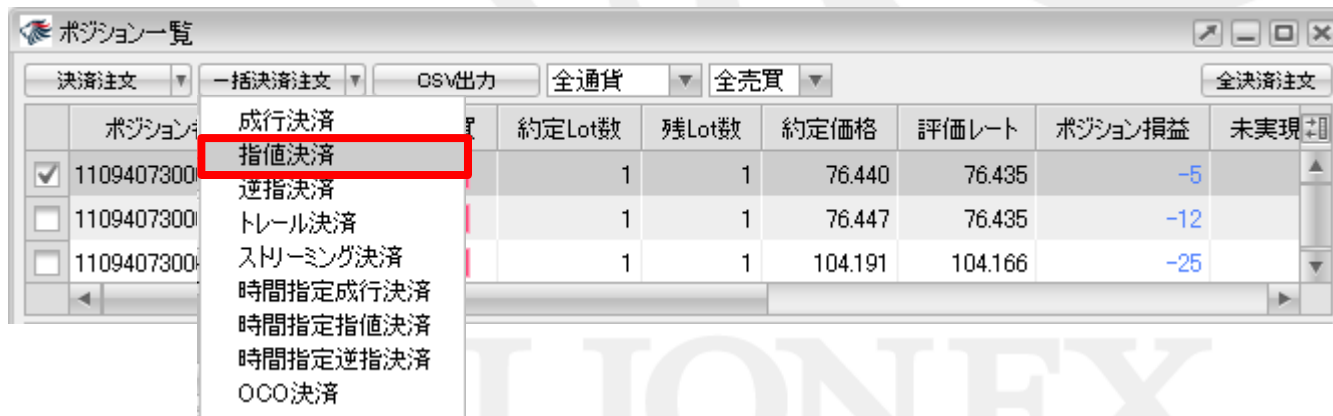 ポジション一覧
決済注文 一括決済注文 CSV出力 全通貨 全売買 全決済注文
ポジション 約定Lot数 残Lot数 約定価格 評価レート ポジション損益 未実現
1109407300 1 1 76.440 76.435 -5
1109407300 1 1 76.447 76.435 -12
1109407300 1 1 104.191 104.166 -25
成行決済
指値決済
逆指決済
トレール決済
ストリーミング決済
時間指定成行決済
時間指定指値決済
時間指定逆指決済
OCO決済
LIONFX